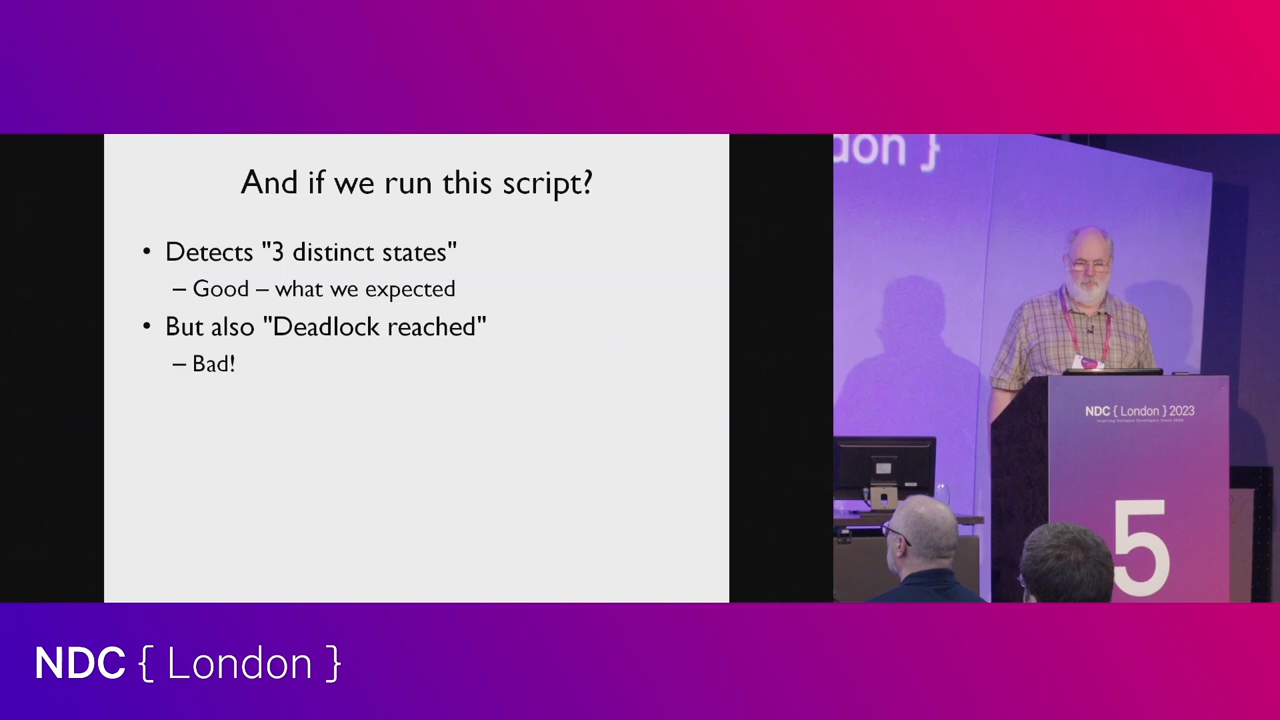 And if we run this script?
• Detects "3 distinct states"
– Good – what we expected
• But also "Deadlock reached"
– Bad!
don }
NDC { London } 2023
5
NDC { London }